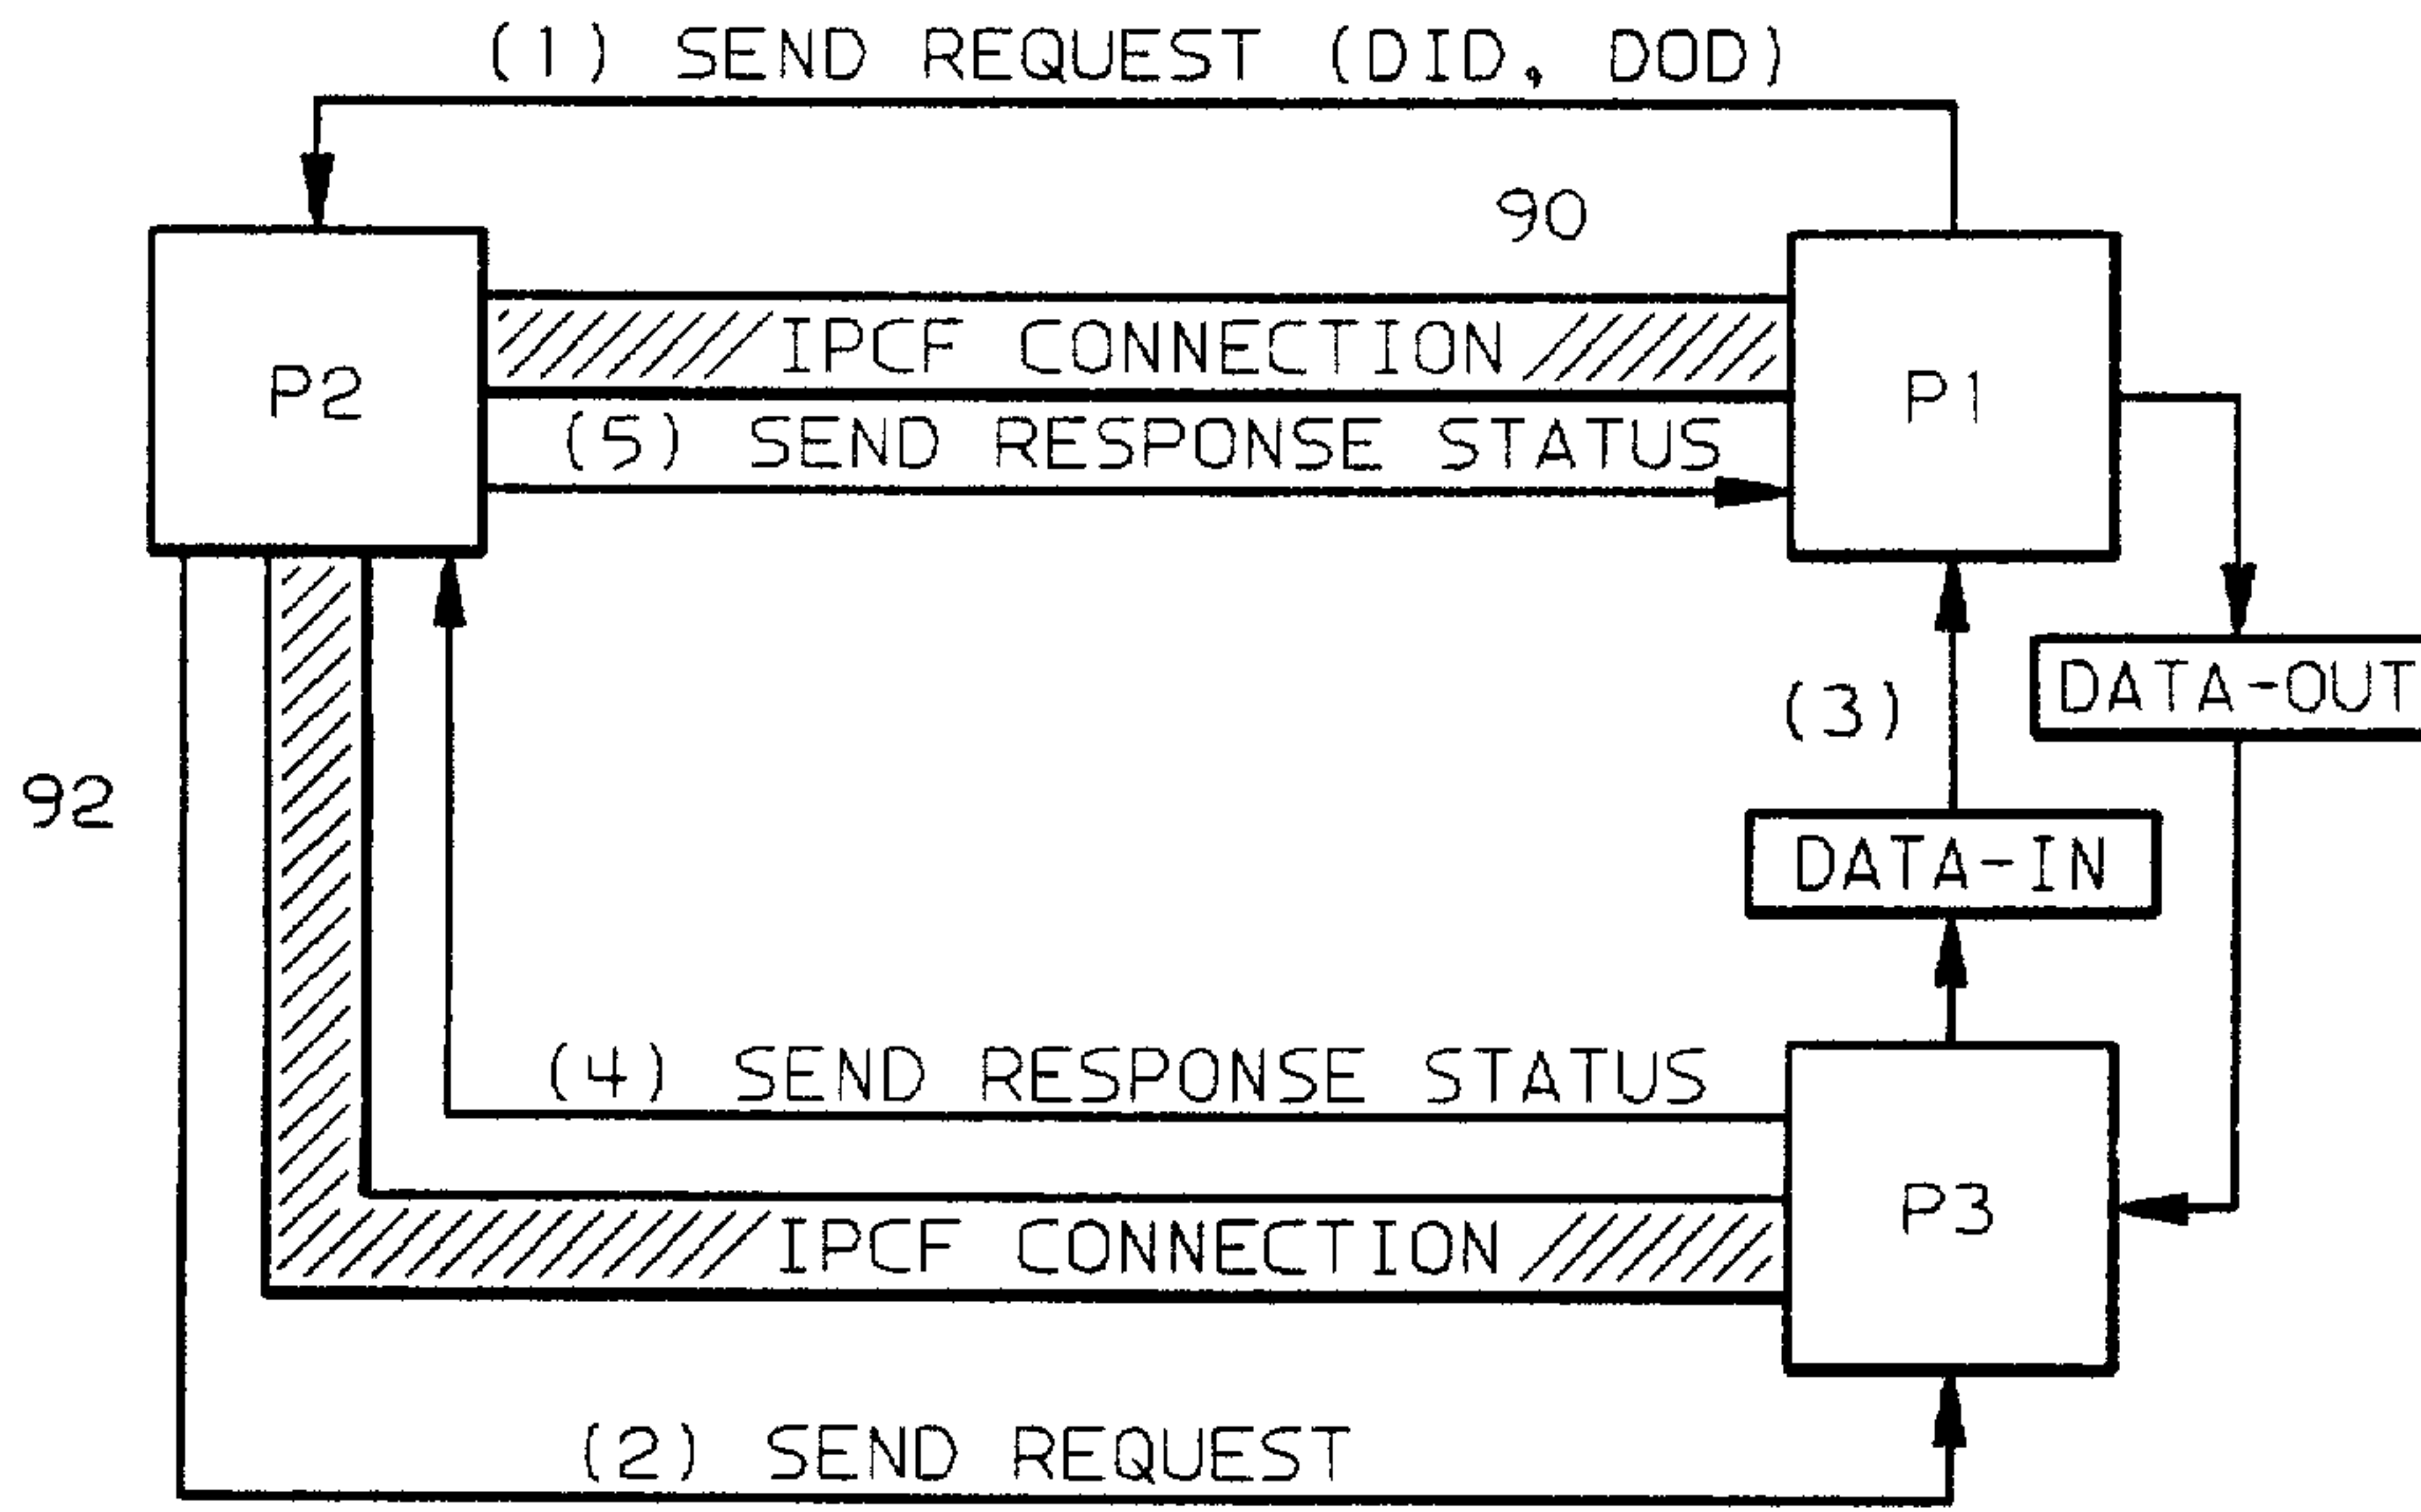 (1) SEND REQUEST (DID, DOD)
90
P2
IPCF CONNECTION
P1
(5) SEND RESPONSE STATUS
(3)
DATA-OUT
92
DATA-IN
(4) SEND RESPONSE STATUS
P3
IPCF CONNECTION
(2) SEND REQUEST